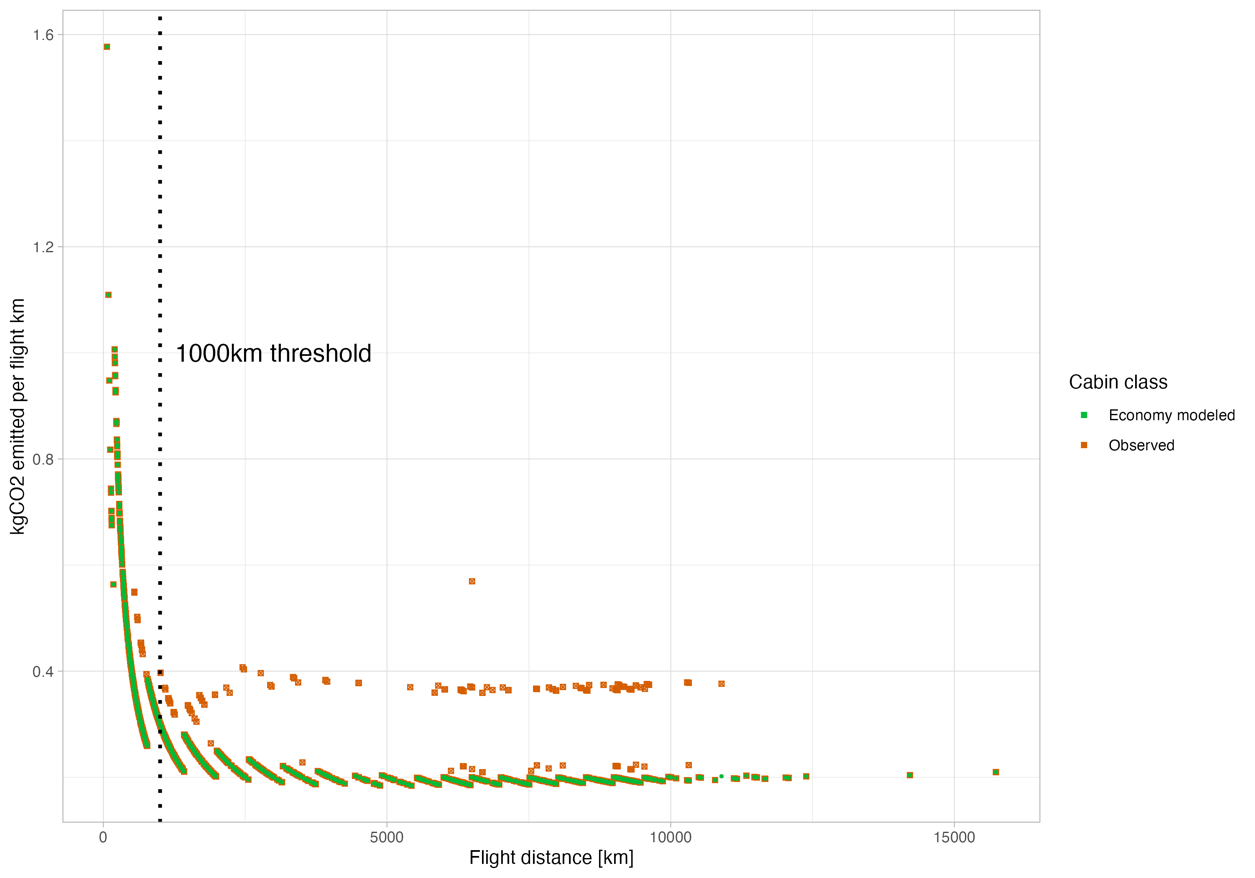 1.6
1.2
0.8
0.4
kgCO2 emitted per flight km
1000km threshold
0
5000
10000
15000
Flight distance [km]
Cabin class
Economy modeled
Observed